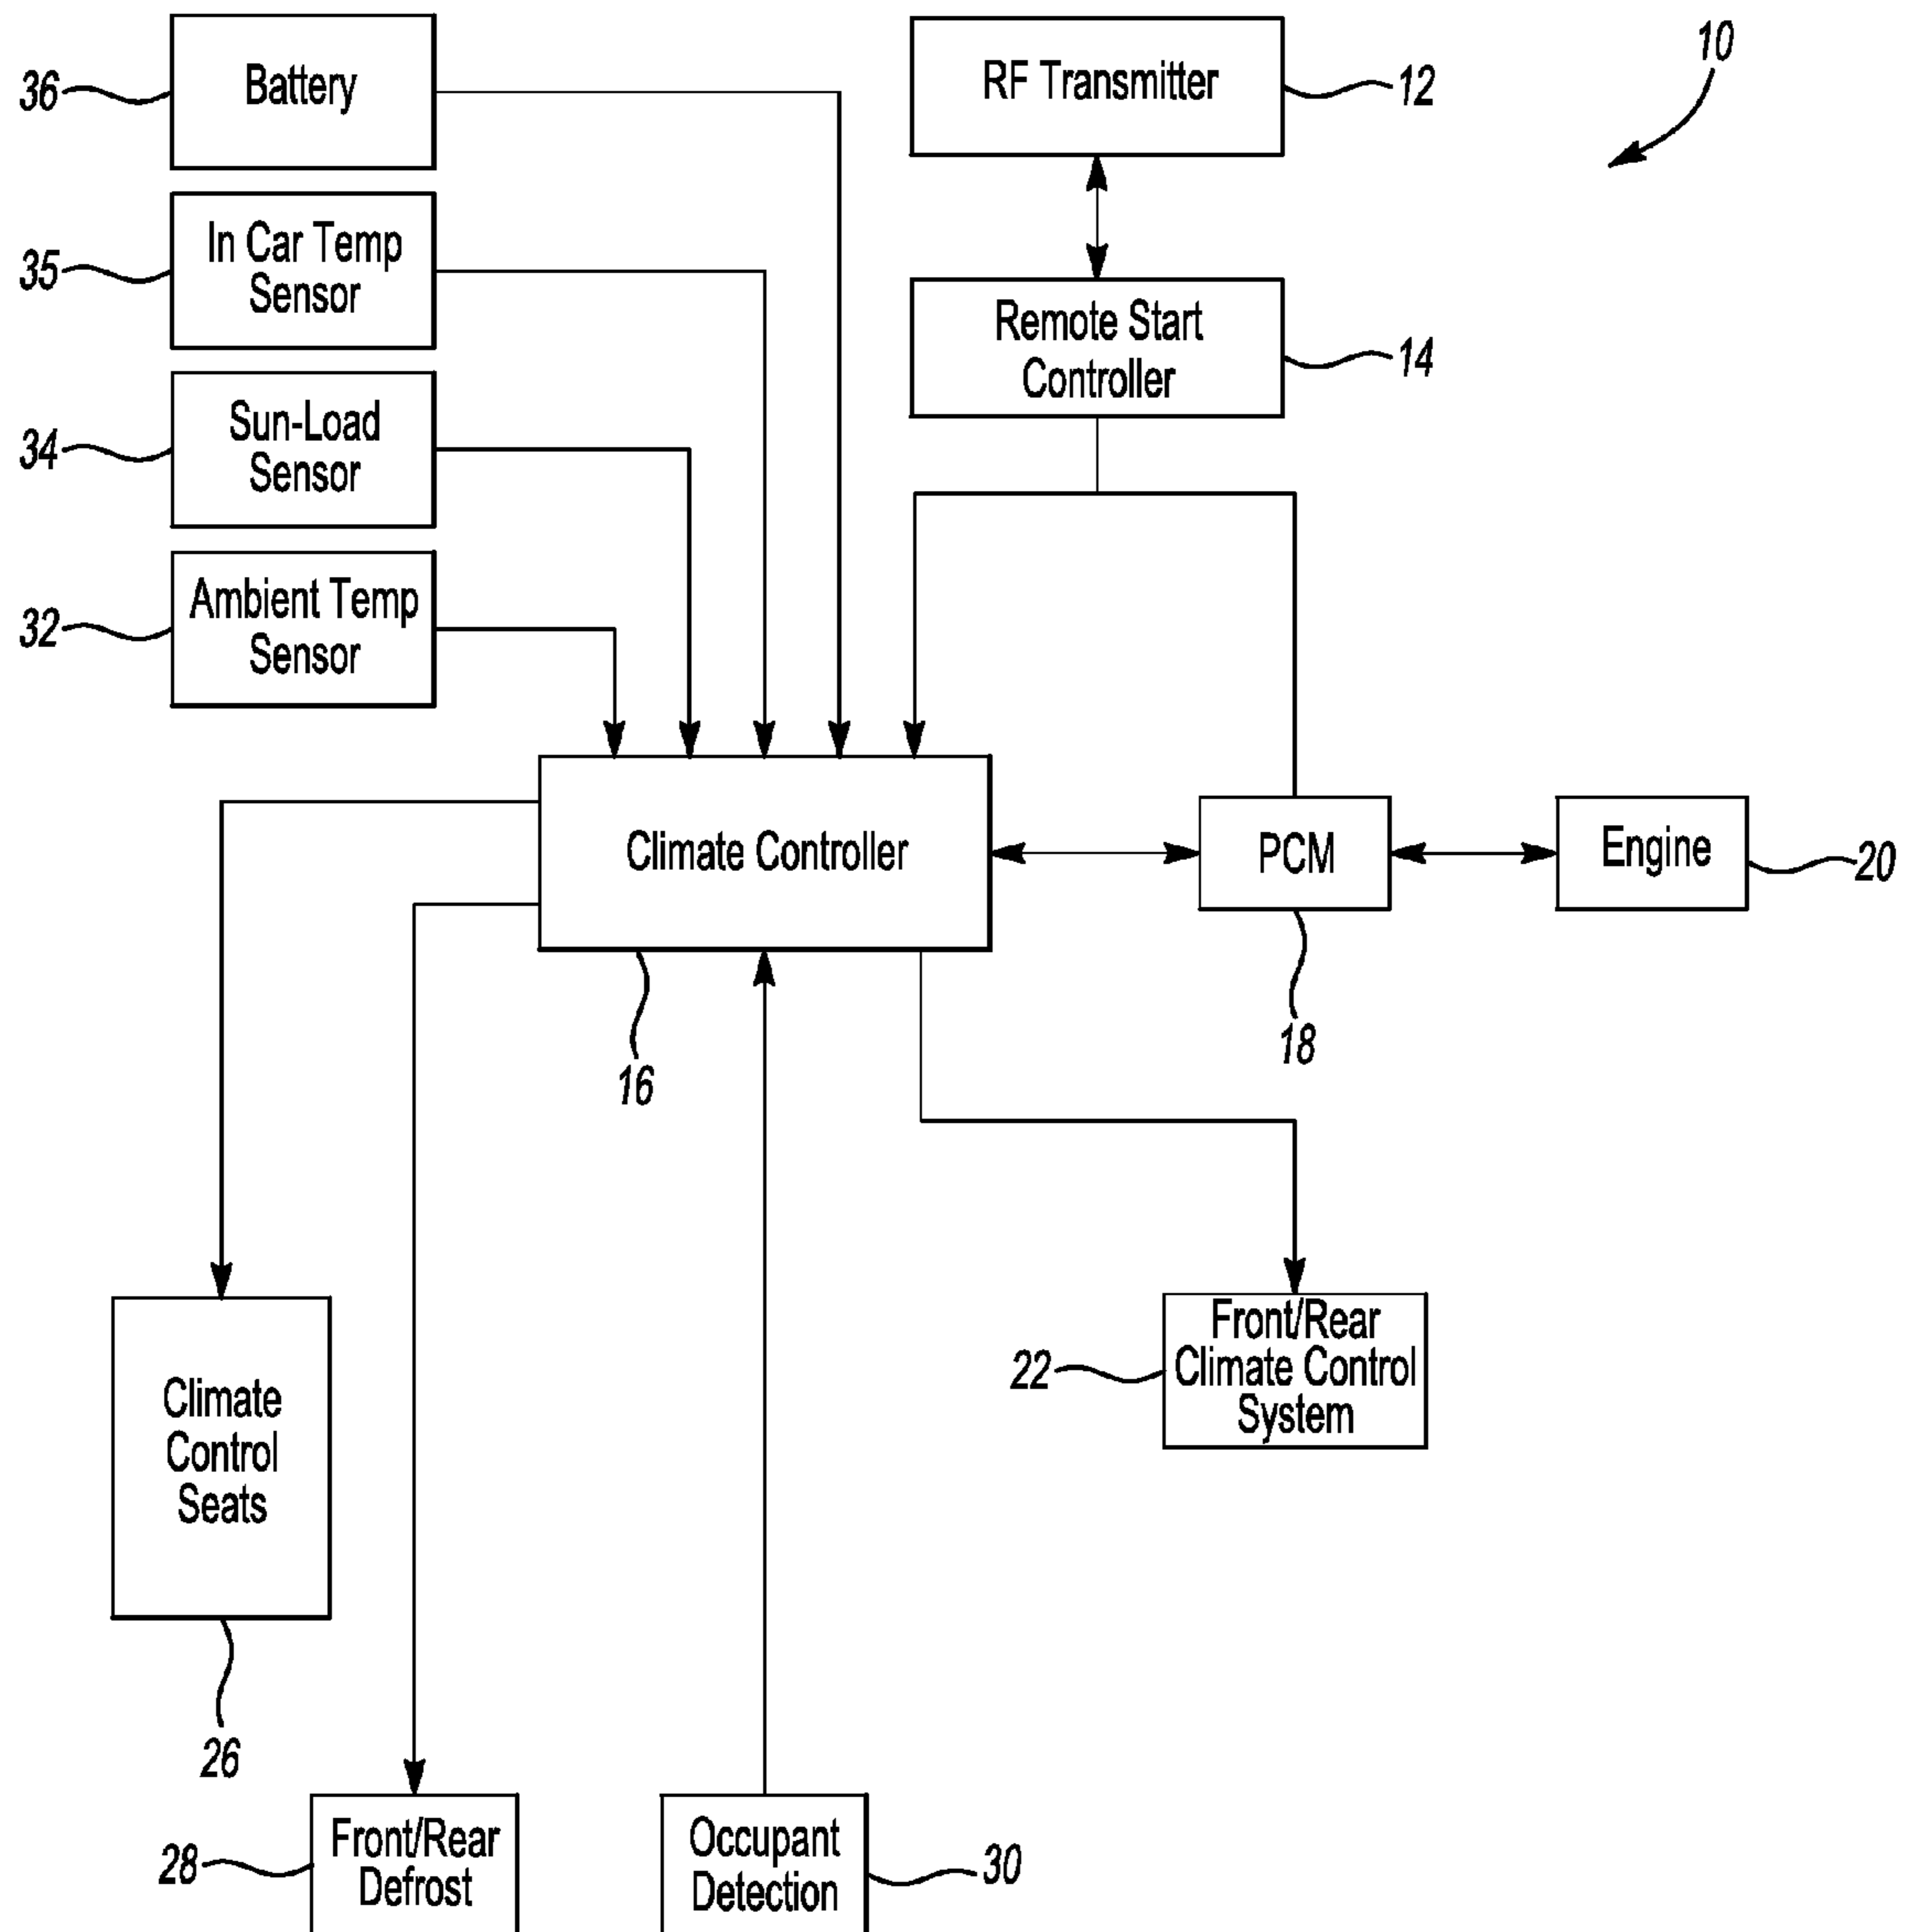 36
Battery
RF Transmitter
12
10
35
In Car Temp
Sensor
Remote Start
Controller
14
34
Sun-Load
Sensor
32
Ambient Temp
Sensor
Climate Controller
PCM
Engine
20
16
18
22
Front/Rear
Climate Control
System
Climate
Control
Seats
26
28
Front/Rear
Defrost
Occupant
Detection
30